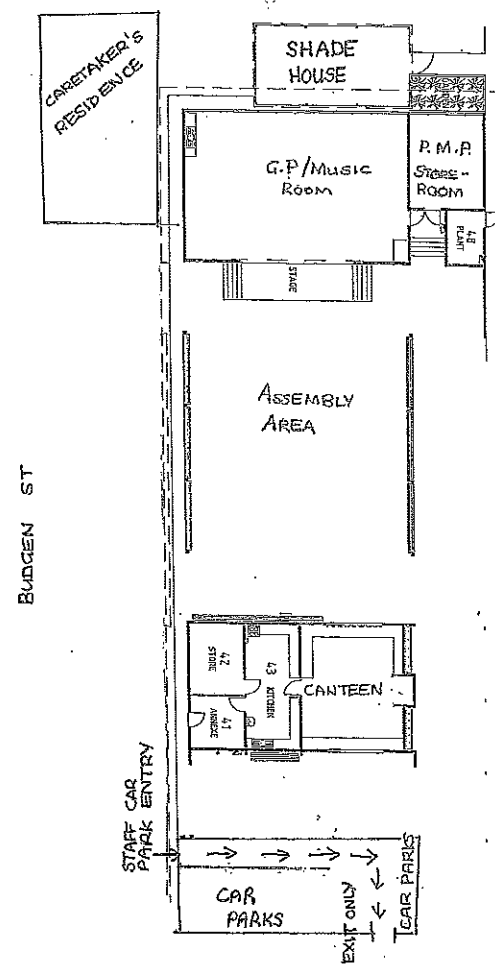 CARETAKER'S
RESIDENCE
SHADE
HOUSE
G.P/MUSIC
ROOM
P.M.P.
STORE-
ROOM
48
PLANT
STAGE
ASSEMBLY
AREA
BUDGEN ST
42
STORE
43
KITCHEN
CANTEEN
41
ANNEXE
STAFF CAR
PARK ENTRY
CAR
PARKS
EXIT ONLY
CAR PARKS